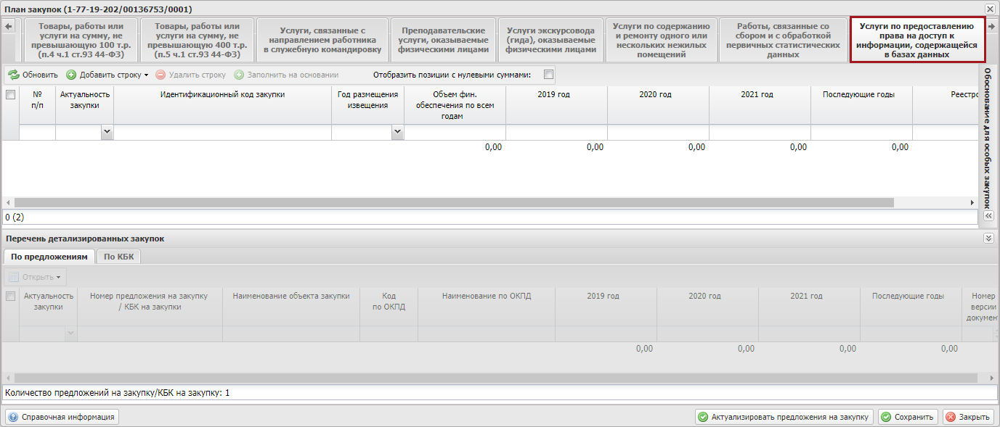 План закупок (1-77-19-202/00136753/0001)
Товары, работы или
услуги на сумму, не
превышающую 100 т.р.
(п.4 ч.1 ст.93 44-ФЗ)
Товары, работы или
услуги на сумму, не
превышающую 400 т.р.
(п.5 ч.1 ст.93 44-ФЗ)
Услуги, связанные с
направлением работника
в служебную командировку
Преподавательские
услуги, оказываемые
физическими лицами
Услуги экскурсовода
(гида), оказываемые
физическими лицами
Услуги по содержанию
и ремонту одного или
нескольких нежилых
помещений
Работы, связанные со
сбором и с обработкой
первичных статистических
данных
Услуги по предоставлению
права на доступ к
информации, содержащейся
в базах данных
Обновить Добавить строку Удалить строку Заполнить на основании Отобразить позиции с нулевыми суммами:
№
п/п
Актуальность
закупки
Идентификационный код закупки
Год размещения
извещения
Объем фин.
обеспечения по всем
годам
2019 год
2020 год
2021 год
Последующие годы
Реестро
0,00 0,00 0,00 0,00 0,00
Обоснование для особых закупок
0 (2)
Перечень детализированных закупок
По предложениям По КБК
Открыть
Актуальность
закупки
Номер предложения на закупку
/ КБК на закупки
Наименование объекта закупки
Код
по ОКПД
Наименование по ОКПД
2019 год
2020 год
2021 год
Последующие годы
Номер
версии
докумен
0,00 0,00 0,00 0,00
Количество предложений на закупку/КБК на закупку: 1
Справочная информация Актуализировать предложения на закупку Сохранить Закрыть